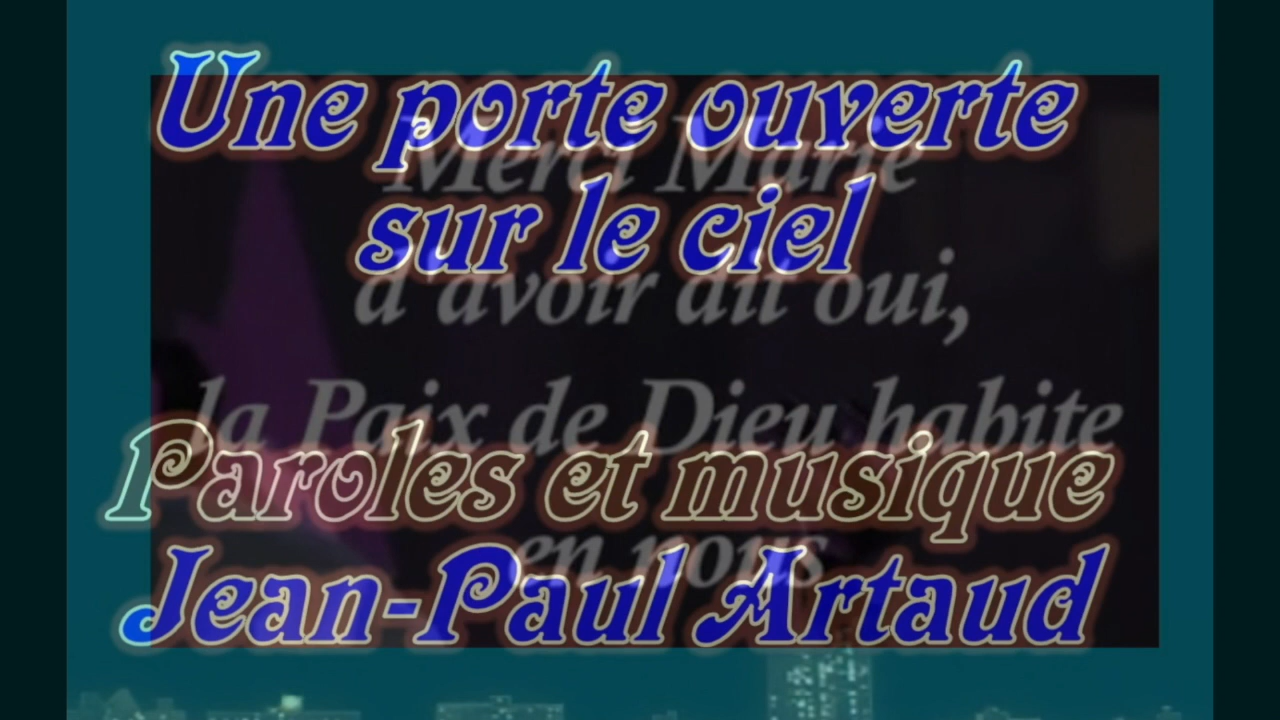 Une porte ouverte
Merci Marie
sur le ciel
d'avoir dit oui,
la Paix de Dieu habite
Paroles et musique
en nous
Jean-Paul Artaud